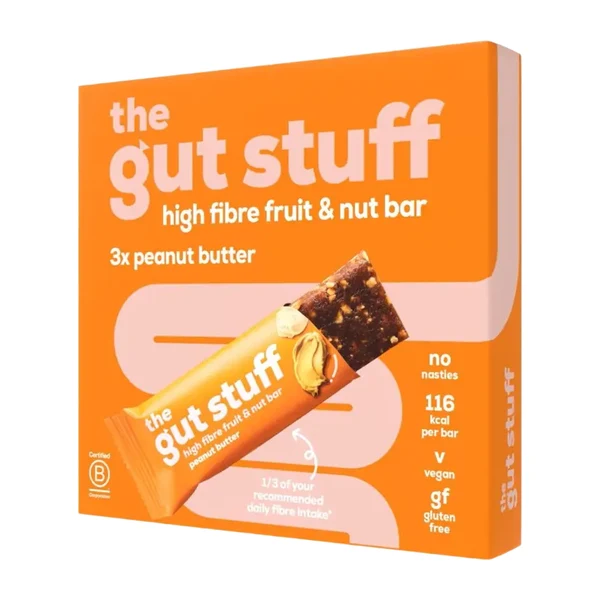 the
gut stuff
high fibre fruit & nut bar
3x peanut butter
the
gut stuff
high fibre fruit & nut bar
peanut butter
1/3 of your
recommended
daily fibre intake*
no
nasties
116
kcal
per bar
v
vegan
gf
gluten
free
Certified
B
Corporation
the
gut stuff